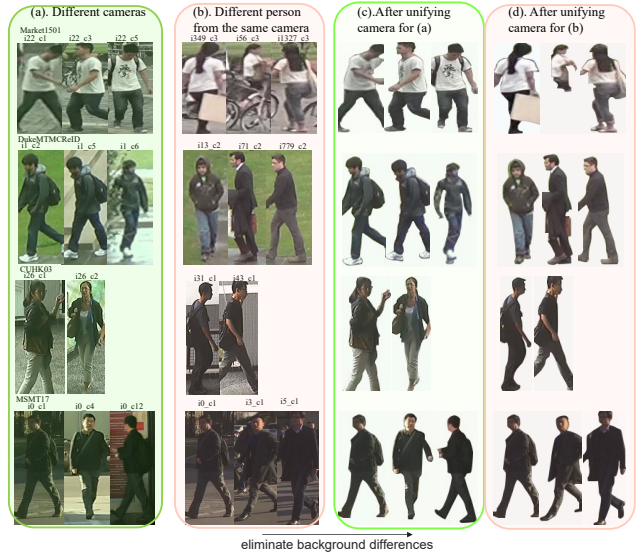 (a). Different cameras
(b). Different person
from the same camera
(c).After unifying
camera for (a)
(d). After unifying
camera for (b)
Market1501
i22_c1 i22_c3 i22_c5
i349_c3 i56_c3 i1327_c3
DukeMTMCReID
i1_c2 i1_c5 i1_c6
i13_c2 i71_c2 i779_c2
CUHK03
i26_c1 i26_c2
i31_c1 i43_c1
MSMT17
i0_c1 i0_c4 i0_c12
i0_c1 i3_c1 i5_c1
eliminate background differences